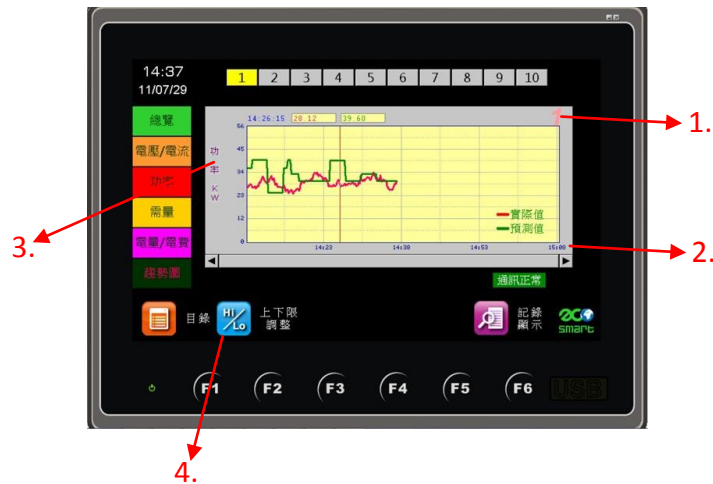 14:37
11/07/29
1 2 3 4 5 6 7 8 9 10
總覽
電壓/電流
功率
需量
電量/電費
趨勢圖
14:26:15 28.12 39.60
1
功率 KW
56
45
34
23
12
0
實際值
預測值
14:23 14:38 14:53 15:08
通訊正常
目錄
HI/Lo
上下限
調整
記錄
顯示
eco
smart
F1 F2 F3 F4 F5 F6
USB
1.
2.
3.
4.